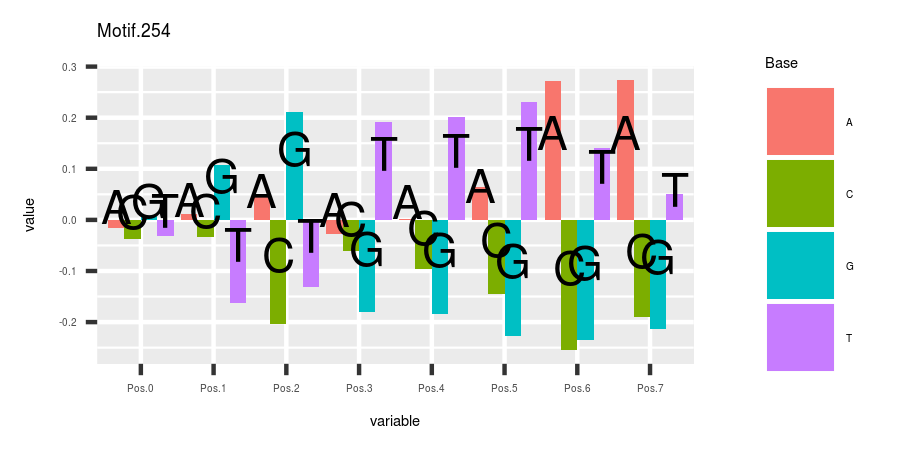 Motif.254
Base
0.3
0.2
0.1
0.0
-0.1
-0.2
value
A C G T A C G T A C G T A C G T A C G T A C G T A C G T A C G T
Pos.0 Pos.1 Pos.2 Pos.3 Pos.4 Pos.5 Pos.6 Pos.7
variable
A
C
G
T